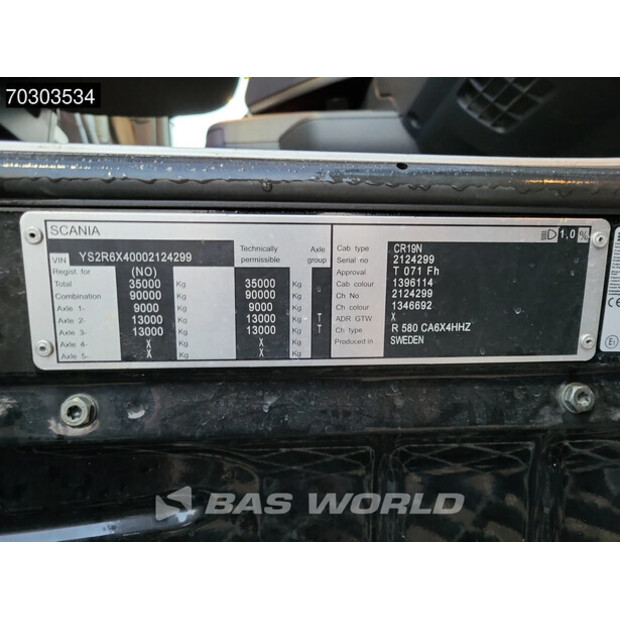 70303534
SCANIA
1,0 %
VIN YS2R6X40002124299 Technically permissible Axle group
Regist. for (NO)
Total 35000 Kg 35000 Kg
Combination 90000 Kg 90000 Kg
Axle 1- 9000 Kg 9000 Kg
Axle 2- 13000 Kg 13000 Kg T
Axle 3- 13000 Kg 13000 Kg T
Axle 4- X Kg X Kg
Axle 5- X Kg X Kg
Cab type CR19N
Serial no 2124299
Approval T 071 Fh
Cab colour 1396114
Ch No 2124299
Ch colour 1346692
ADR GTW X
Ch type R 580 CA6X4HHZ
Produced in SWEDEN
BAS WORLD